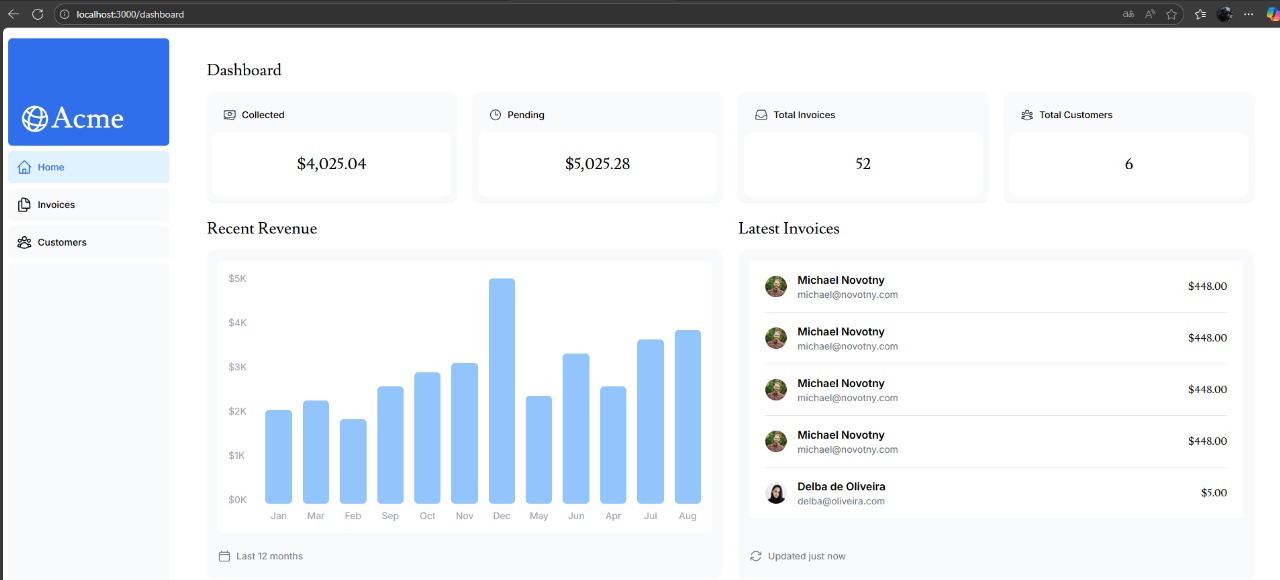 localhost:3000/dashboard
Acme
Home
Invoices
Customers
Dashboard
Collected
$4,025.04
Pending
$5,025.28
Total Invoices
52
Total Customers
6
Recent Revenue
$5K
$4K
$3K
$2K
$1K
$0K
Jan Mar Feb Sep Oct Nov Dec May Jun Apr Jul Aug
Last 12 months
Latest Invoices
Michael Novotny
michael@novotny.com
$448.00
Michael Novotny
michael@novotny.com
$448.00
Michael Novotny
michael@novotny.com
$448.00
Michael Novotny
michael@novotny.com
$448.00
Delba de Oliveira
delba@oliveira.com
$5.00
Updated just now